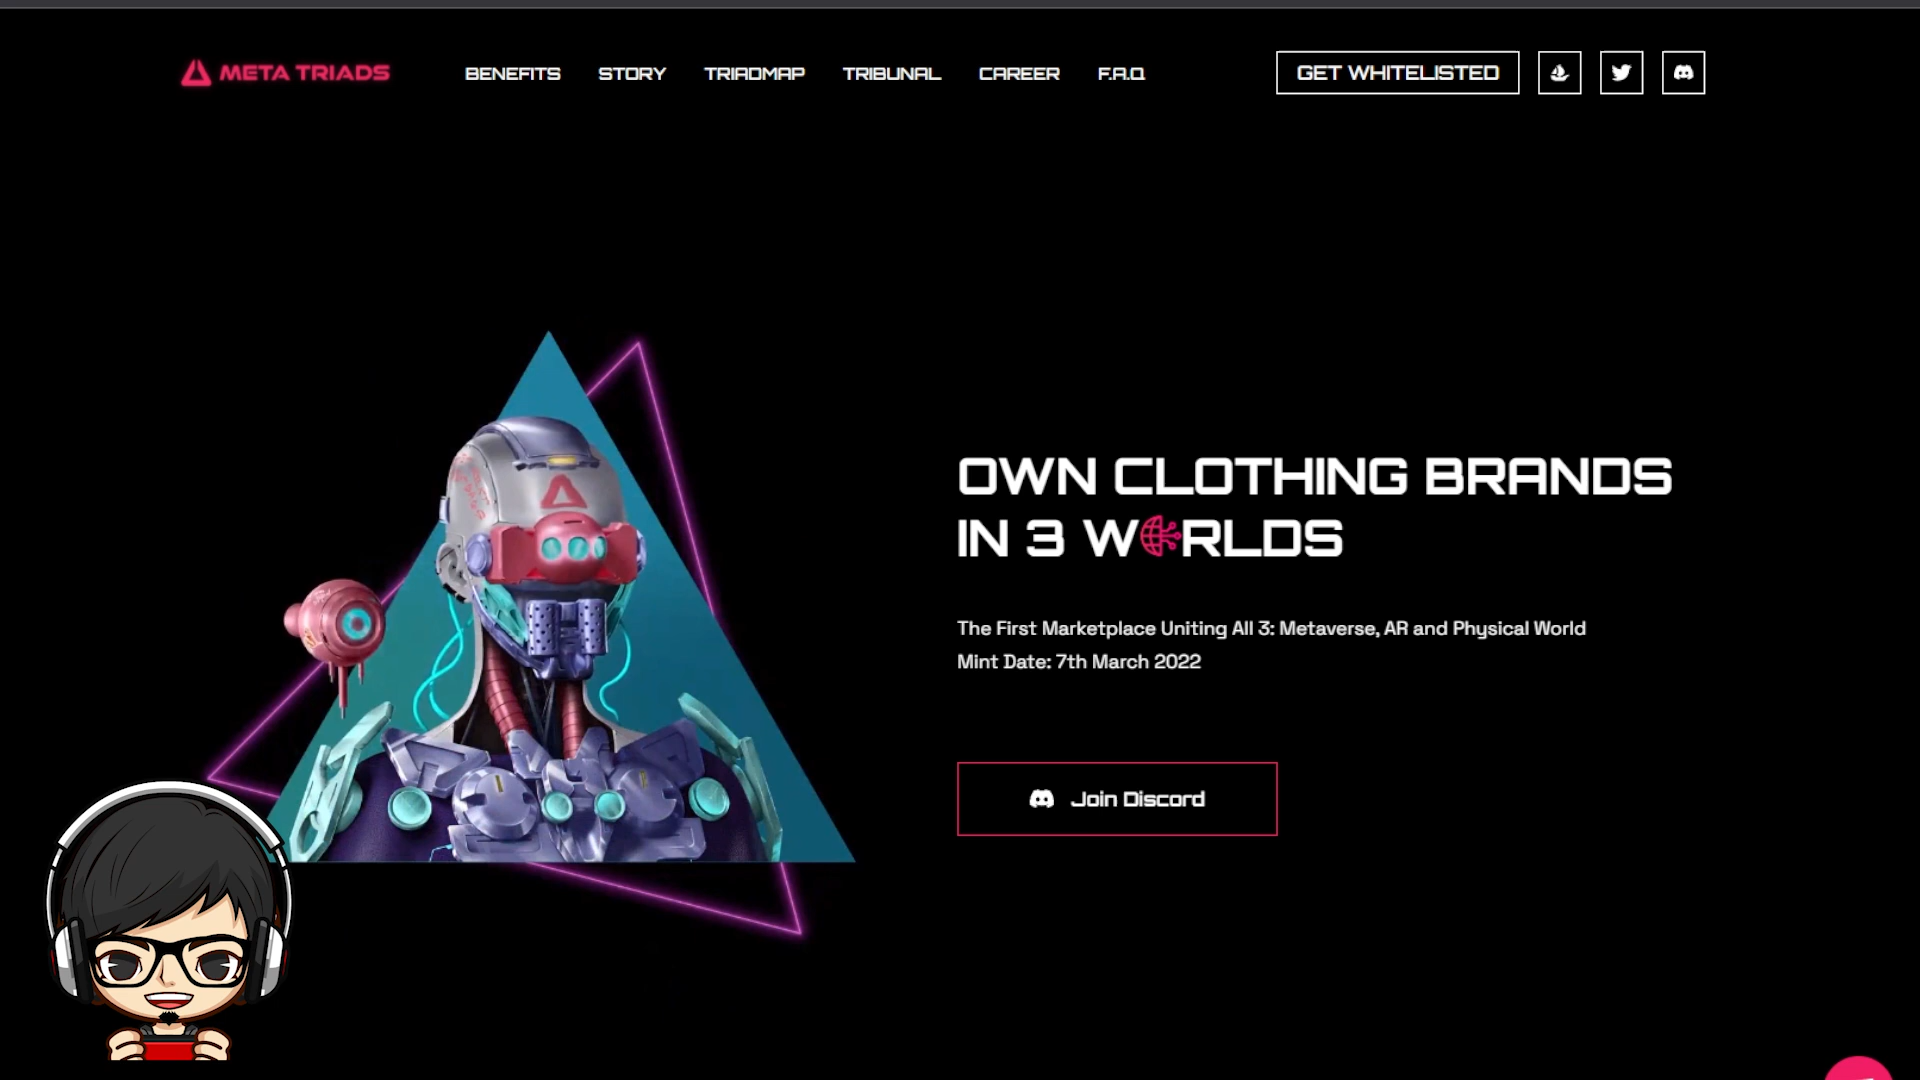 META TRIADS
BENEFITS
STORY
TRIADMAP
TRIBUNAL
CAREER
F.A.Q
GET WHITELISTED
OWN CLOTHING BRANDS
IN 3 WORLDS
The First Marketplace Uniting All 3: Metaverse, AR and Physical World
Mint Date: 7th March 2022
Join Discord